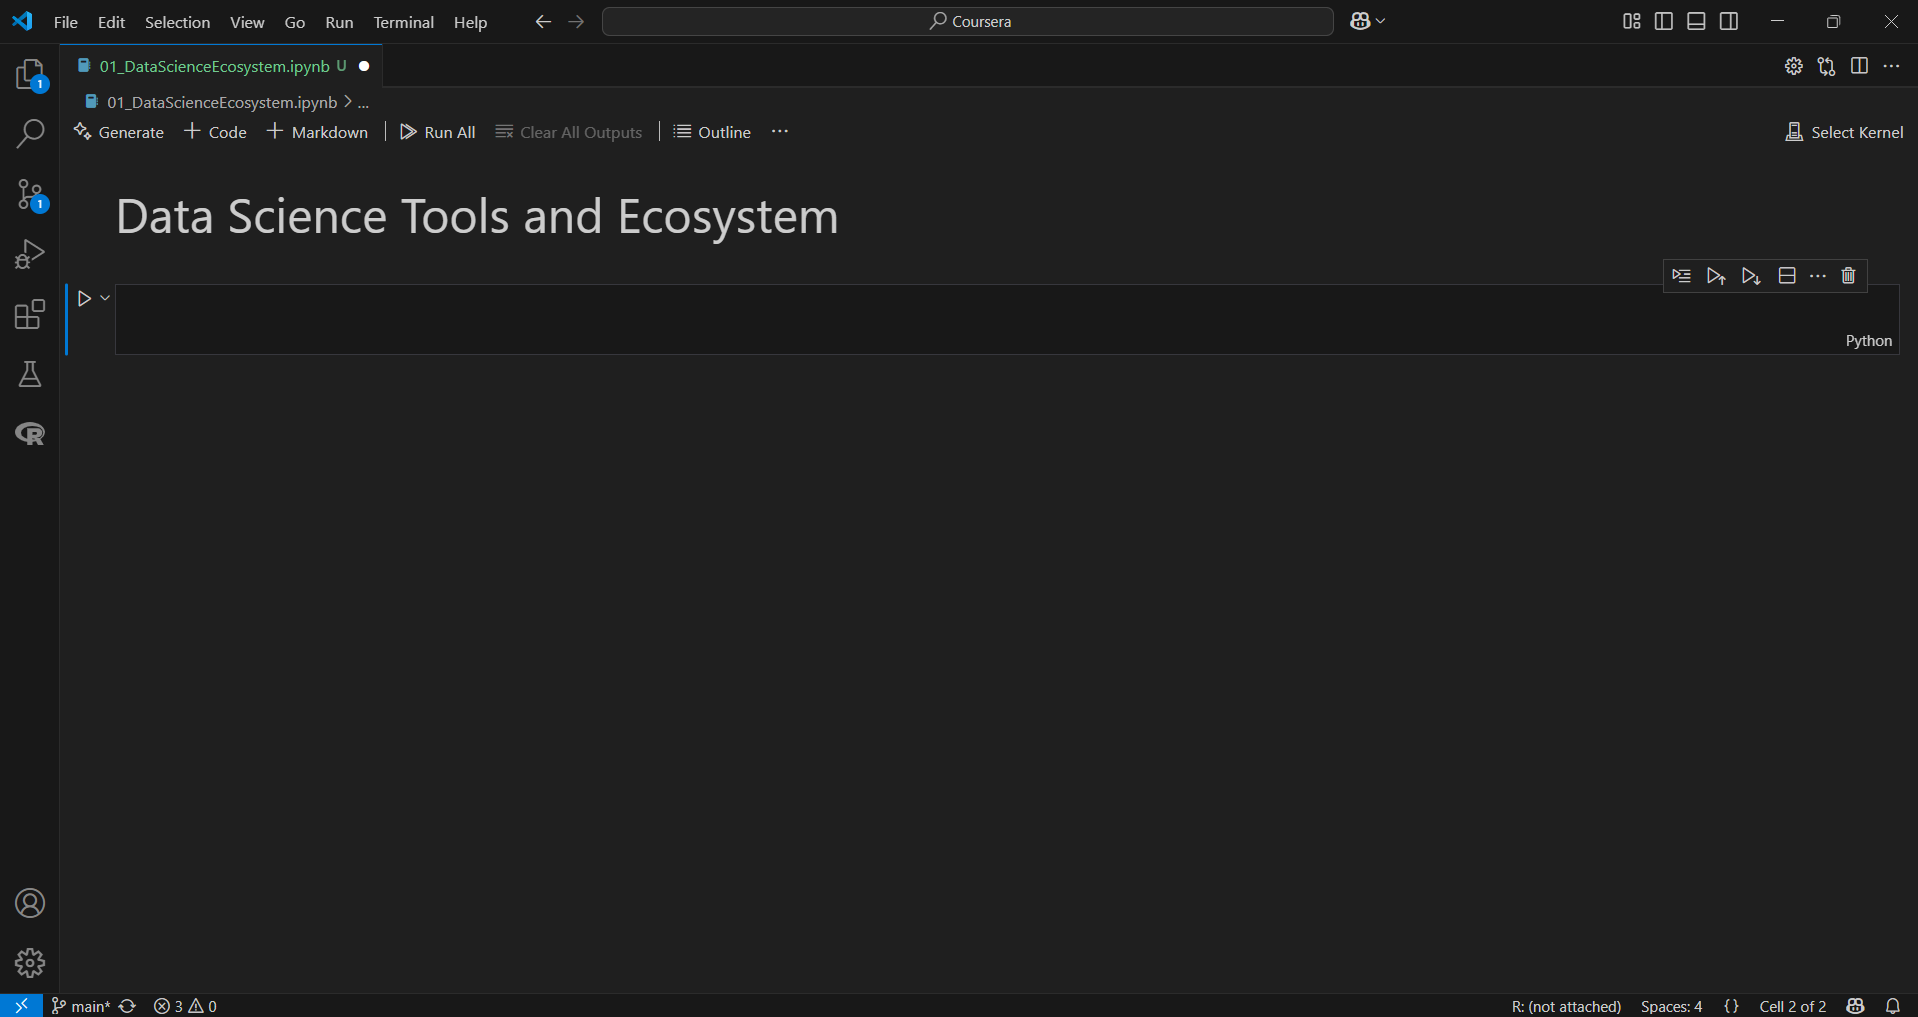 File Edit Selection View Go Run Terminal Help
Coursera
01_DataScienceEcosystem.ipynb U
01_DataScienceEcosystem.ipynb > ...
Generate + Code + Markdown Run All Clear All Outputs Outline ...
Select Kernel
Data Science Tools and Ecosystem
Python
1
1
R
main* 3 0
R: (not attached) Spaces: 4 {} Cell 2 of 2